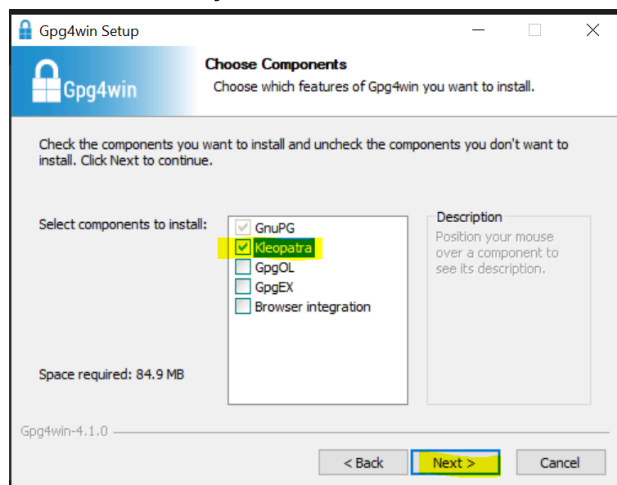 Gpg4win Setup
Gpg4win
Choose Components
Choose which features of Gpg4win you want to install.
Check the components you want to install and uncheck the components you don't want to
install. Click Next to continue.
Select components to install:
GnuPG
Kleopatra
GpgOL
GpgEX
Browser integration
Description
Position your mouse
over a component to
see its description.
Space required: 84.9 MB
Gpg4win-4.1.0
< Back
Next >
Cancel